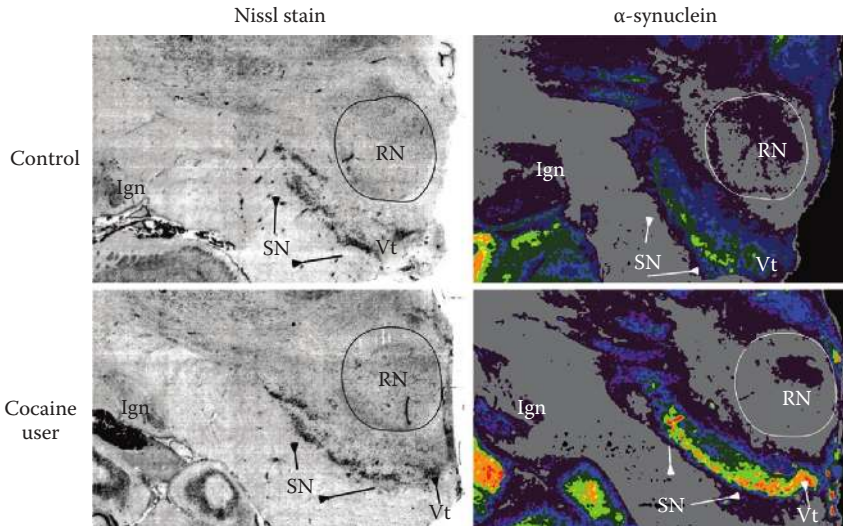 Nissl stain
α-synuclein
Control
RN
Ign
SN
Vt
RN
Ign
SN
Vt
Cocaine
user
RN
Ign
SN
Vt
RN
Ign
SN
Vt